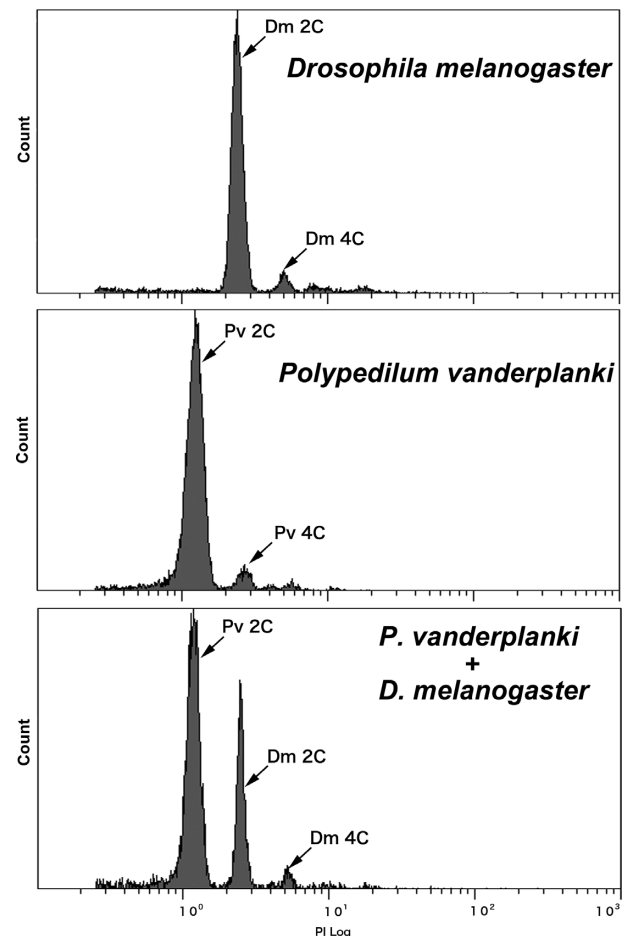 Dm 2C
Drosophila melanogaster
Count
Dm 4C
Pv 2C
Polypedilum vanderplanki
Count
Pv 4C
Pv 2C
P. vanderplanki
+
D. melanogaster
Count
Dm 2C
Dm 4C
10⁰ 10¹ 10² 10³
PI Log